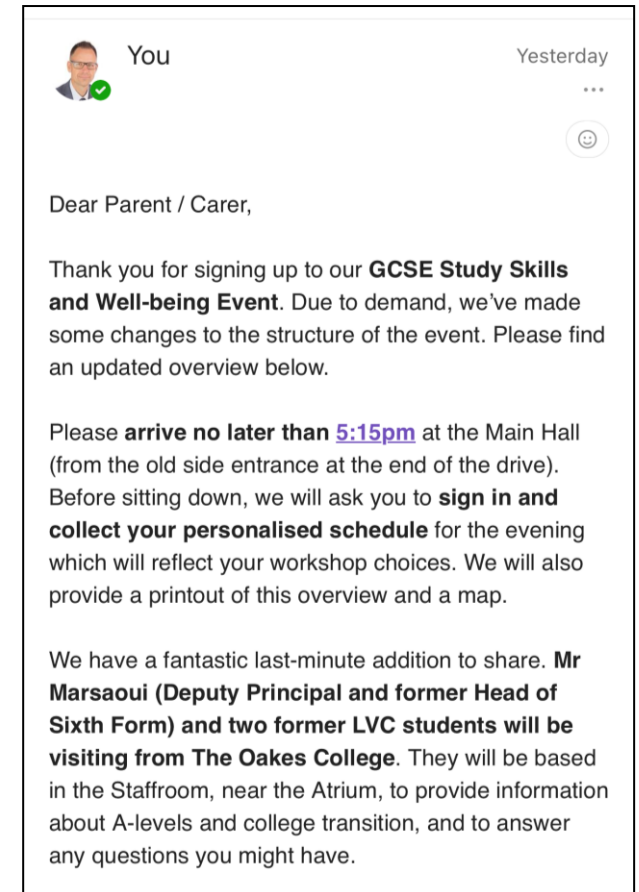 You
Yesterday
Dear Parent / Carer,
Thank you for signing up to our GCSE Study Skills
and Well-being Event. Due to demand, we've made
some changes to the structure of the event. Please find
an updated overview below.
Please arrive no later than 5:15pm at the Main Hall
(from the old side entrance at the end of the drive).
Before sitting down, we will ask you to sign in and
collect your personalised schedule for the evening
which will reflect your workshop choices. We will also
provide a printout of this overview and a map.
We have a fantastic last-minute addition to share. Mr
Marsaoui (Deputy Principal and former Head of
Sixth Form) and two former LVC students will be
visiting from The Oakes College. They will be based
in the Staffroom, near the Atrium, to provide information
about A-levels and college transition, and to answer
any questions you might have.